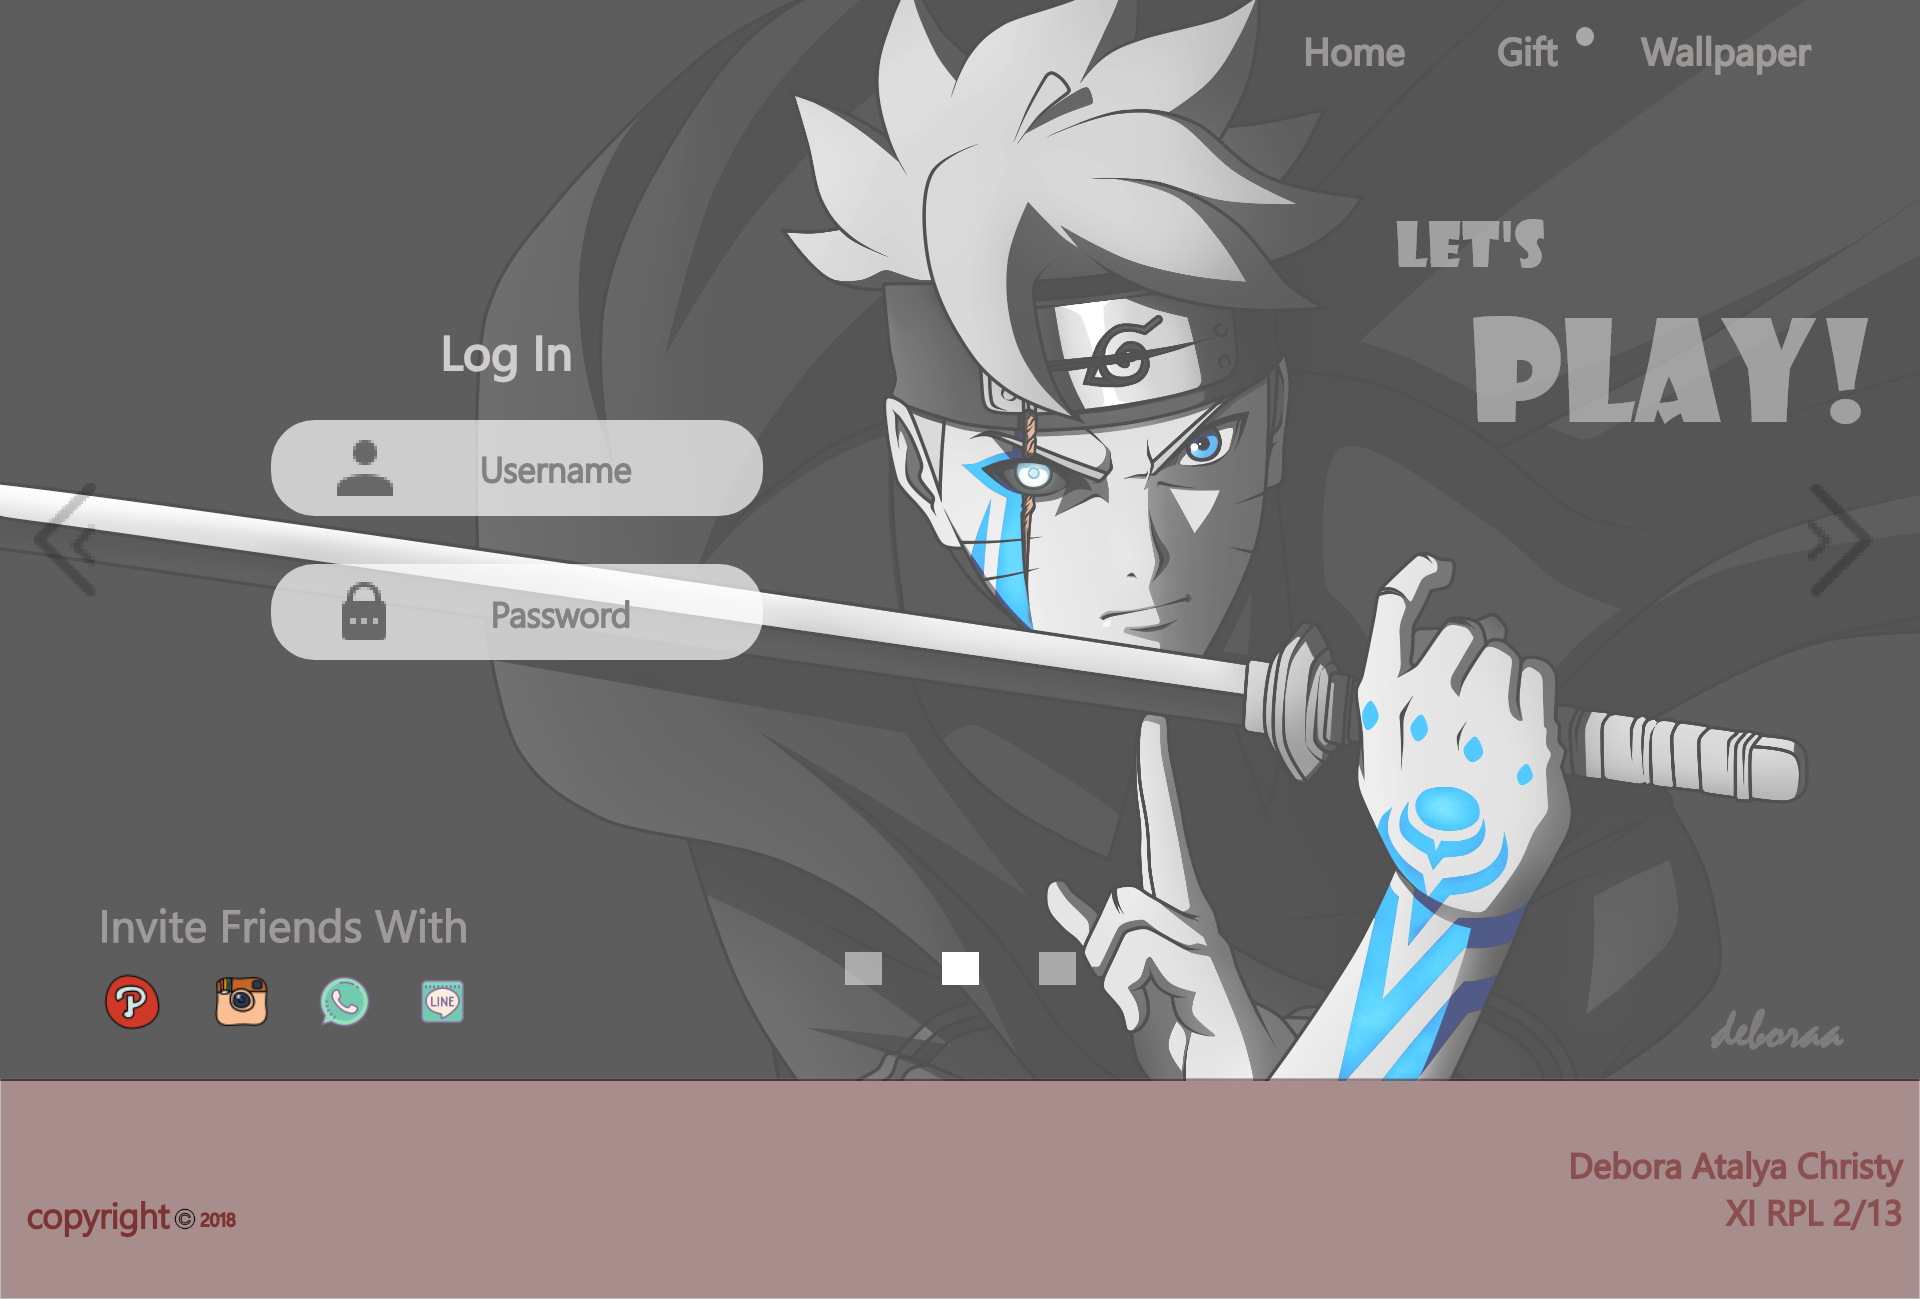 Home Gift Wallpaper
LET'S
PLAY!
Log In
Username
Password
Invite Friends With
LINE
deboraa
Debora Atalya Christy
XI RPL 2/13
copyright © 2018